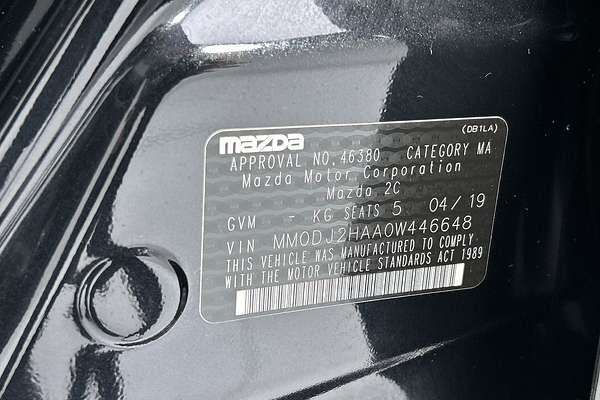 mazda (DB1LA)
APPROVAL NO. 46380 CATEGORY MA
Mazda Motor Corporation
Mazda 2C
GVM - KG SEATS 5 04/19
VIN MM0DJ2HAA0W446648
THIS VEHICLE WAS MANUFACTURED TO COMPLY
WITH THE MOTOR VEHICLE STANDARDS ACT 1989